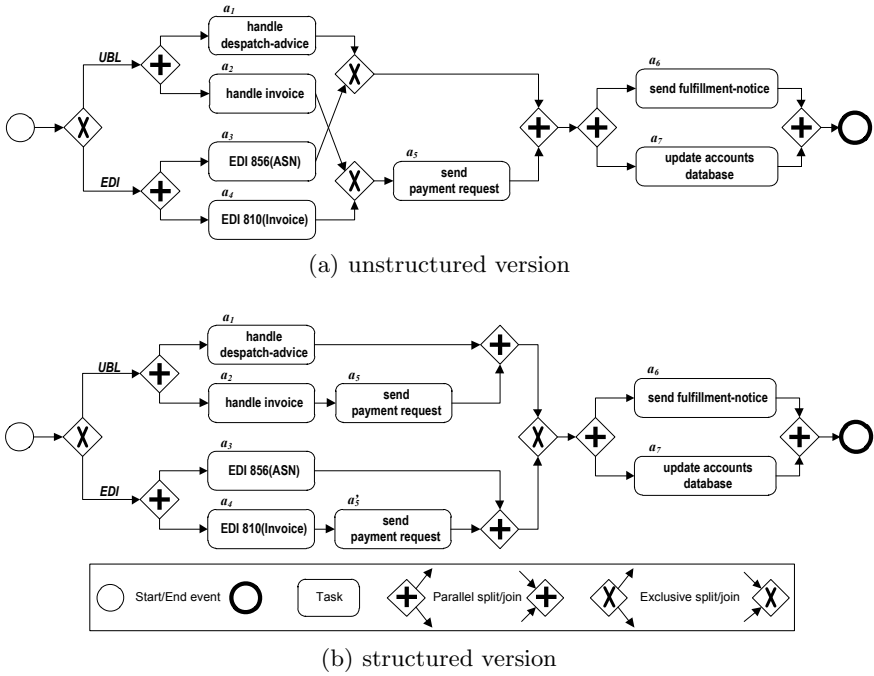 a1
handle
despatch-advice
UBL
a2
handle invoice
a3
EDI 856(ASN)
EDI
a4
EDI 810(Invoice)
a5
send
payment request
a6
send fulfillment-notice
a7
update accounts
database
(a) unstructured version
a1
handle
despatch-advice
UBL
a2
handle invoice
a5
send
payment request
a3
EDI 856(ASN)
EDI
a4
EDI 810(Invoice)
a5'
send
payment request
a6
send fulfillment-notice
a7
update accounts
database
Start/End event
Task
Parallel split/join
Exclusive split/join
(b) structured version